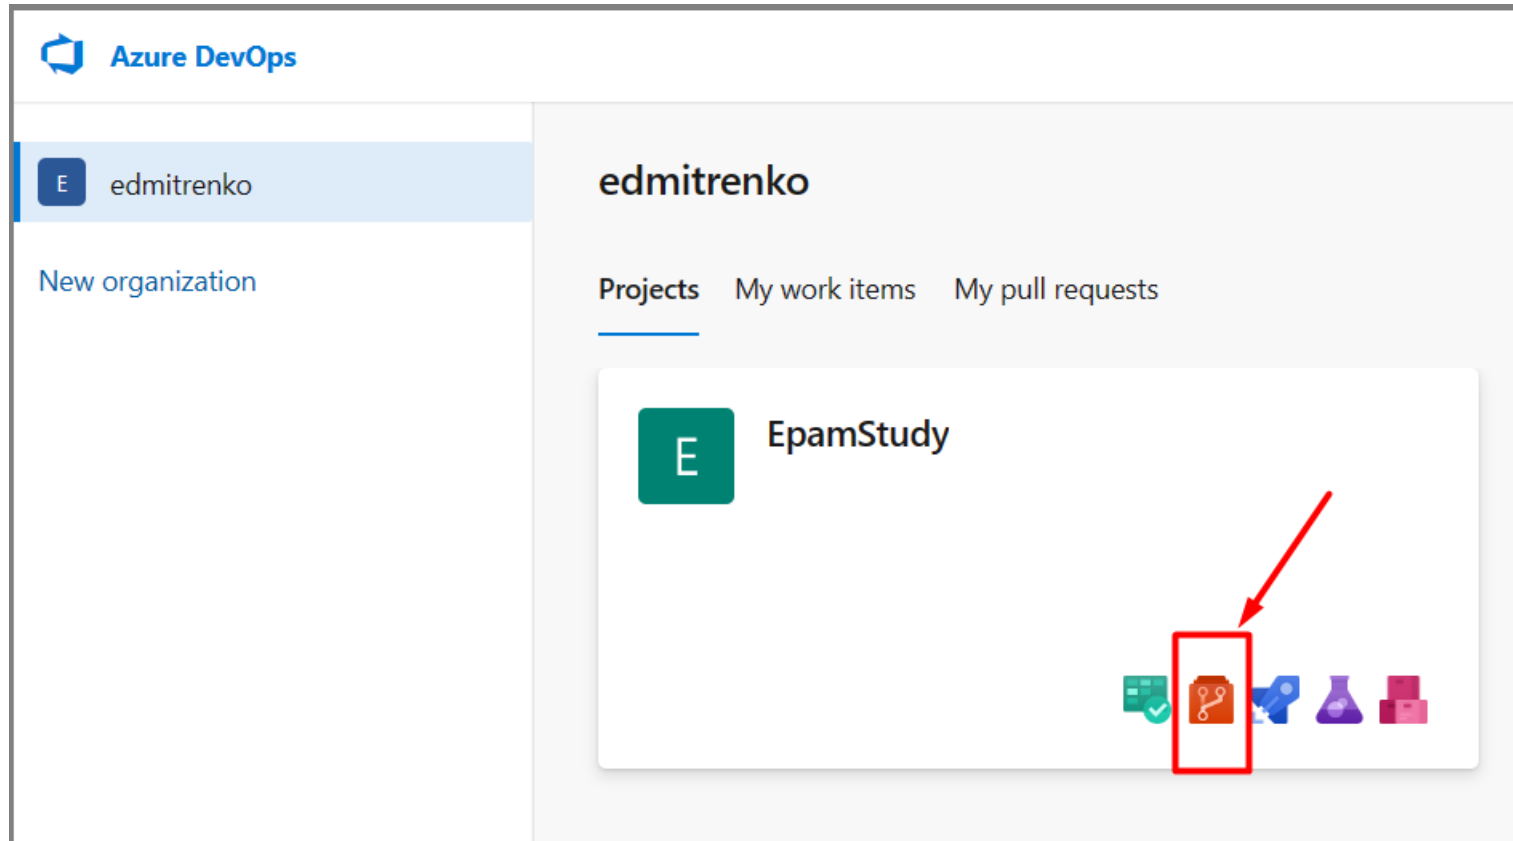 Azure DevOps
E edmitrenko
New organization
edmitrenko
Projects My work items My pull requests
E EpamStudy